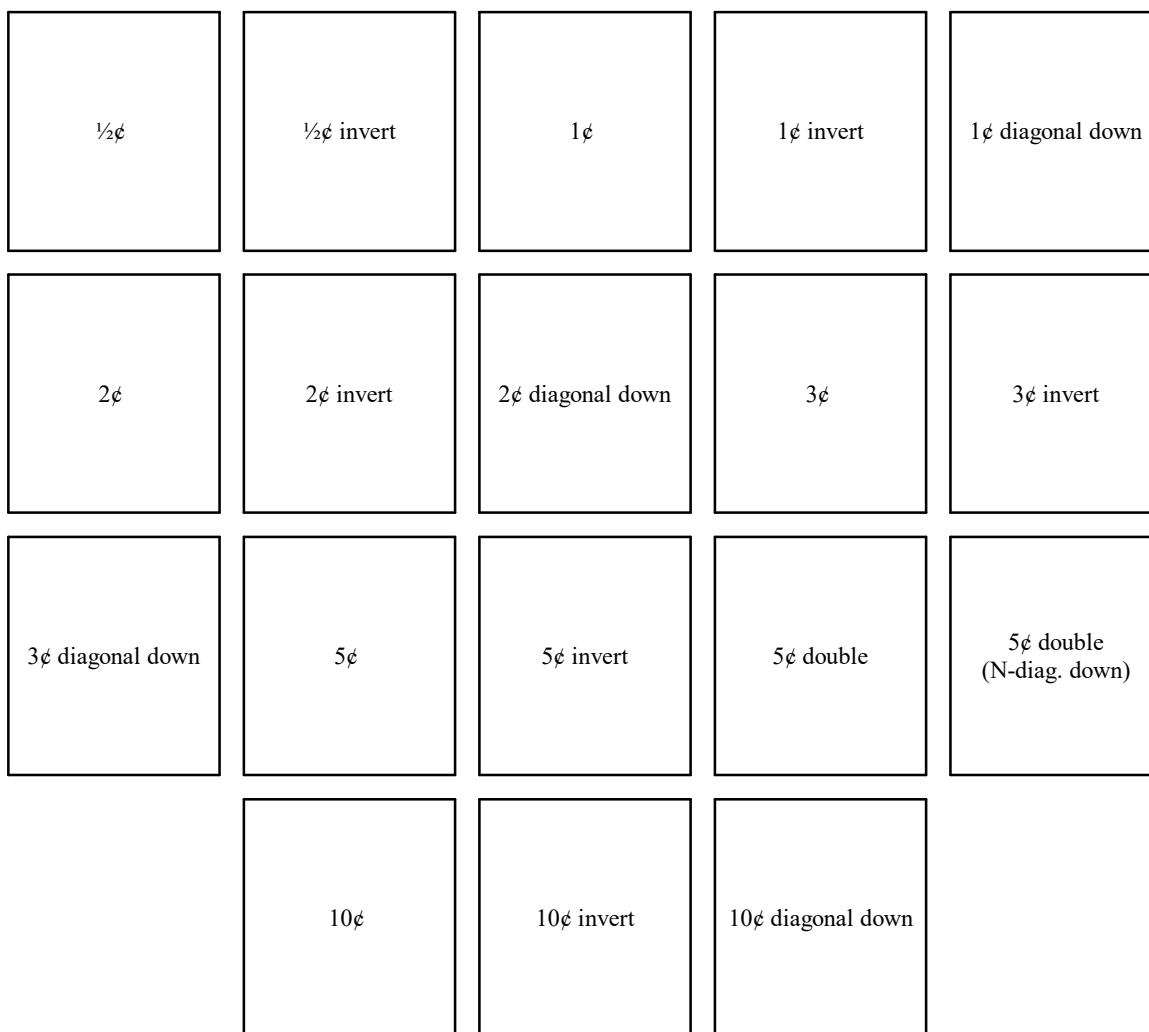 ½¢
½¢ invert
1¢
1¢ invert
1¢ diagonal down
2¢
2¢ invert
2¢ diagonal down
3¢
3¢ invert
3¢ diagonal down
5¢
5¢ invert
5¢ double
5¢ double
(N-diag. down)
10¢
10¢ invert
10¢ diagonal down